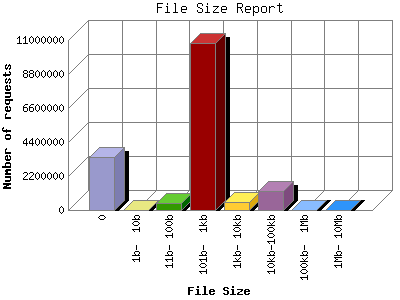 File Size Report
Number of requests
11000000
8800000
6600000
4400000
2200000
0
0
1b- 10b
11b- 100b
101b- 1kb
1kb- 10kb
10kb-100kb
100kb- 1Mb
1Mb- 10Mb
File Size